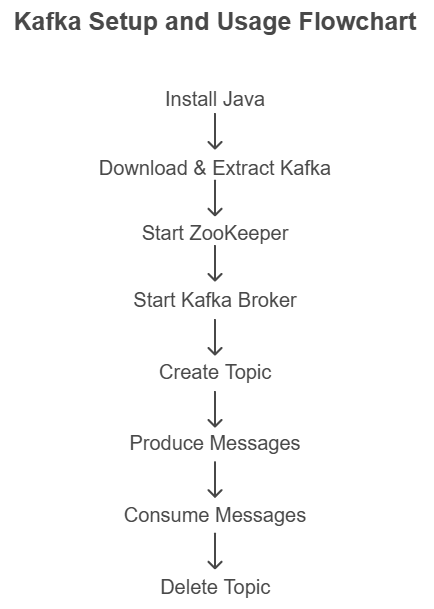 Kafka Setup and Usage Flowchart
Install Java
Download & Extract Kafka
Start ZooKeeper
Start Kafka Broker
Create Topic
Produce Messages
Consume Messages
Delete Topic